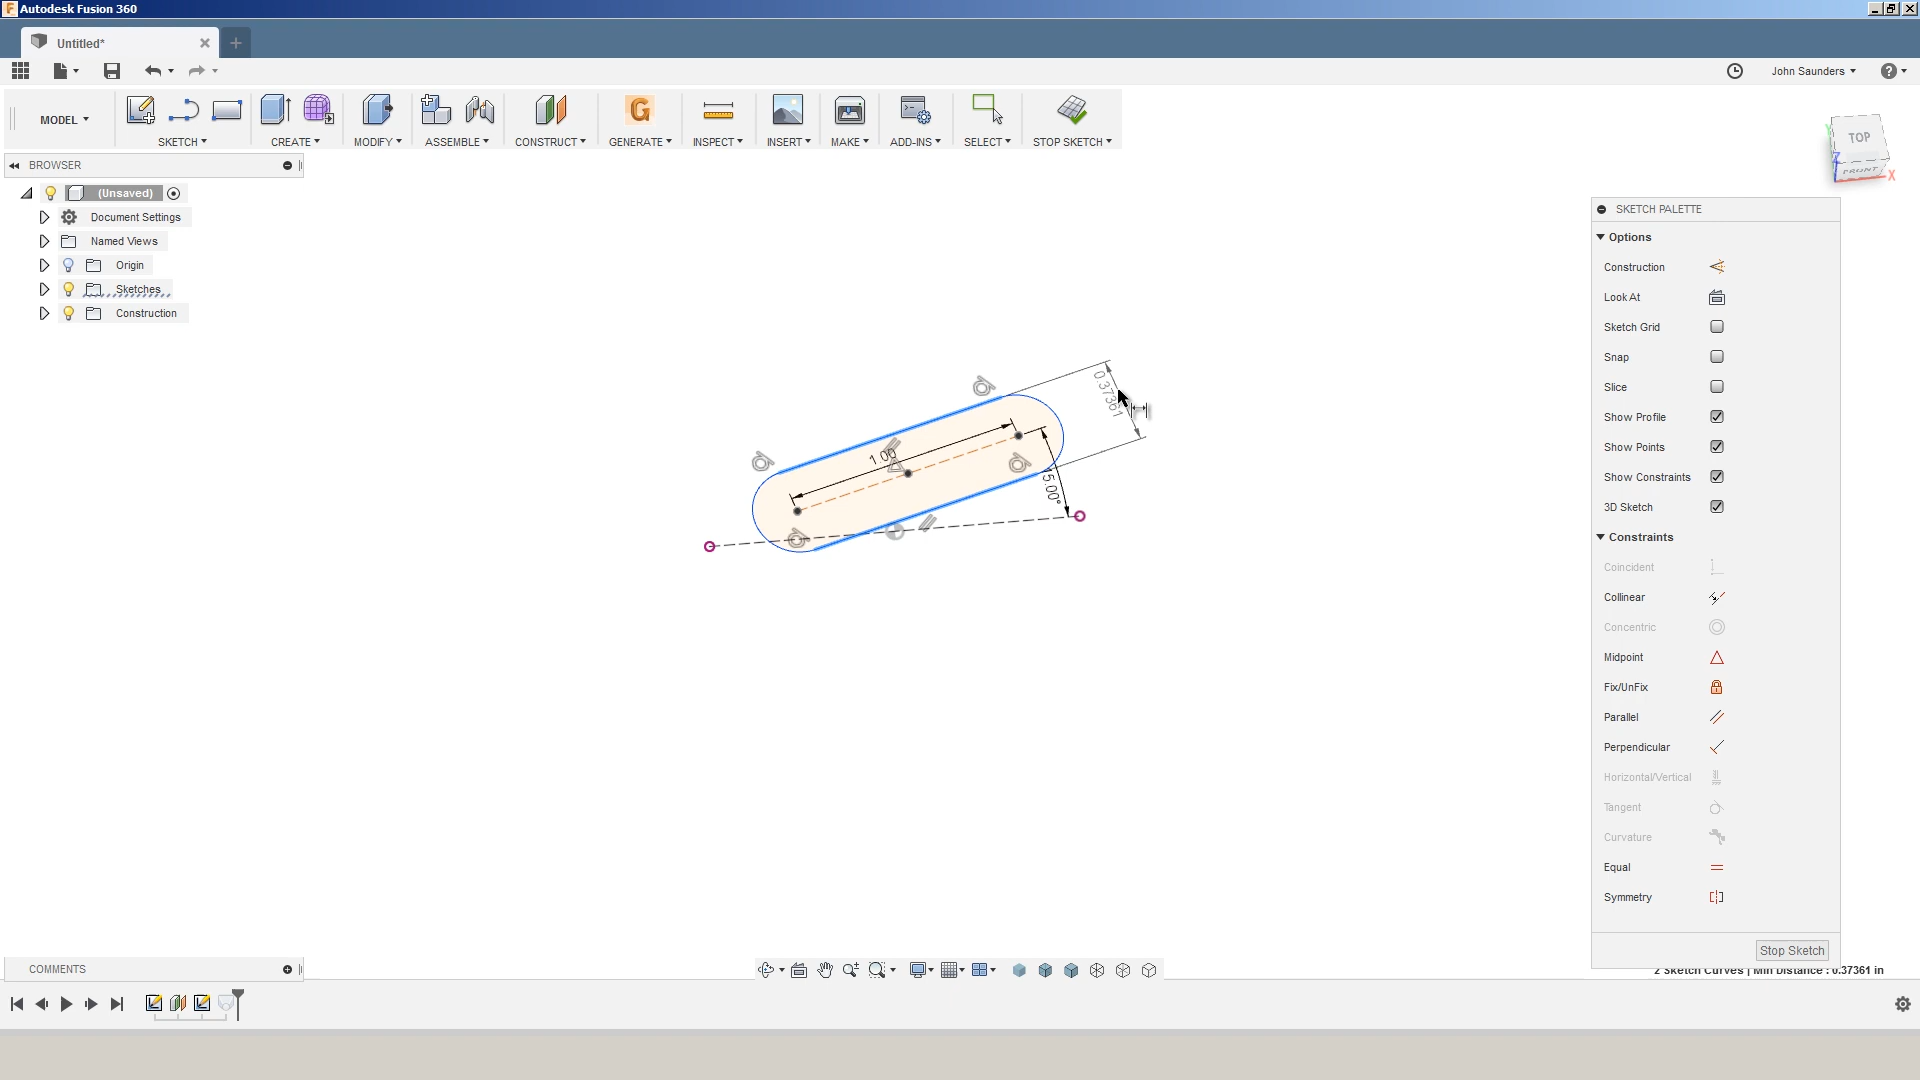 Autodesk Fusion 360
Untitled*
John Saunders
MODEL
SKETCH
CREATE
MODIFY
ASSEMBLE
CONSTRUCT
GENERATE
INSPECT
INSERT
MAKE
ADD-INS
SELECT
STOP SKETCH
TOP
FRONT
X
Z
BROWSER
(Unsaved)
Document Settings
Named Views
Origin
Sketches
Construction
SKETCH PALETTE
Options
Construction
Look At
Sketch Grid
Snap
Slice
Show Profile
Show Points
Show Constraints
3D Sketch
Constraints
Coincident
Collinear
Concentric
Midpoint
Fix/UnFix
Parallel
Perpendicular
Horizontal/Vertical
Tangent
Curvature
Equal
Symmetry
Stop Sketch
0.37361
1.00
5.00°
COMMENTS
2 Sketch Curves | Min Distance : 0.37361 in